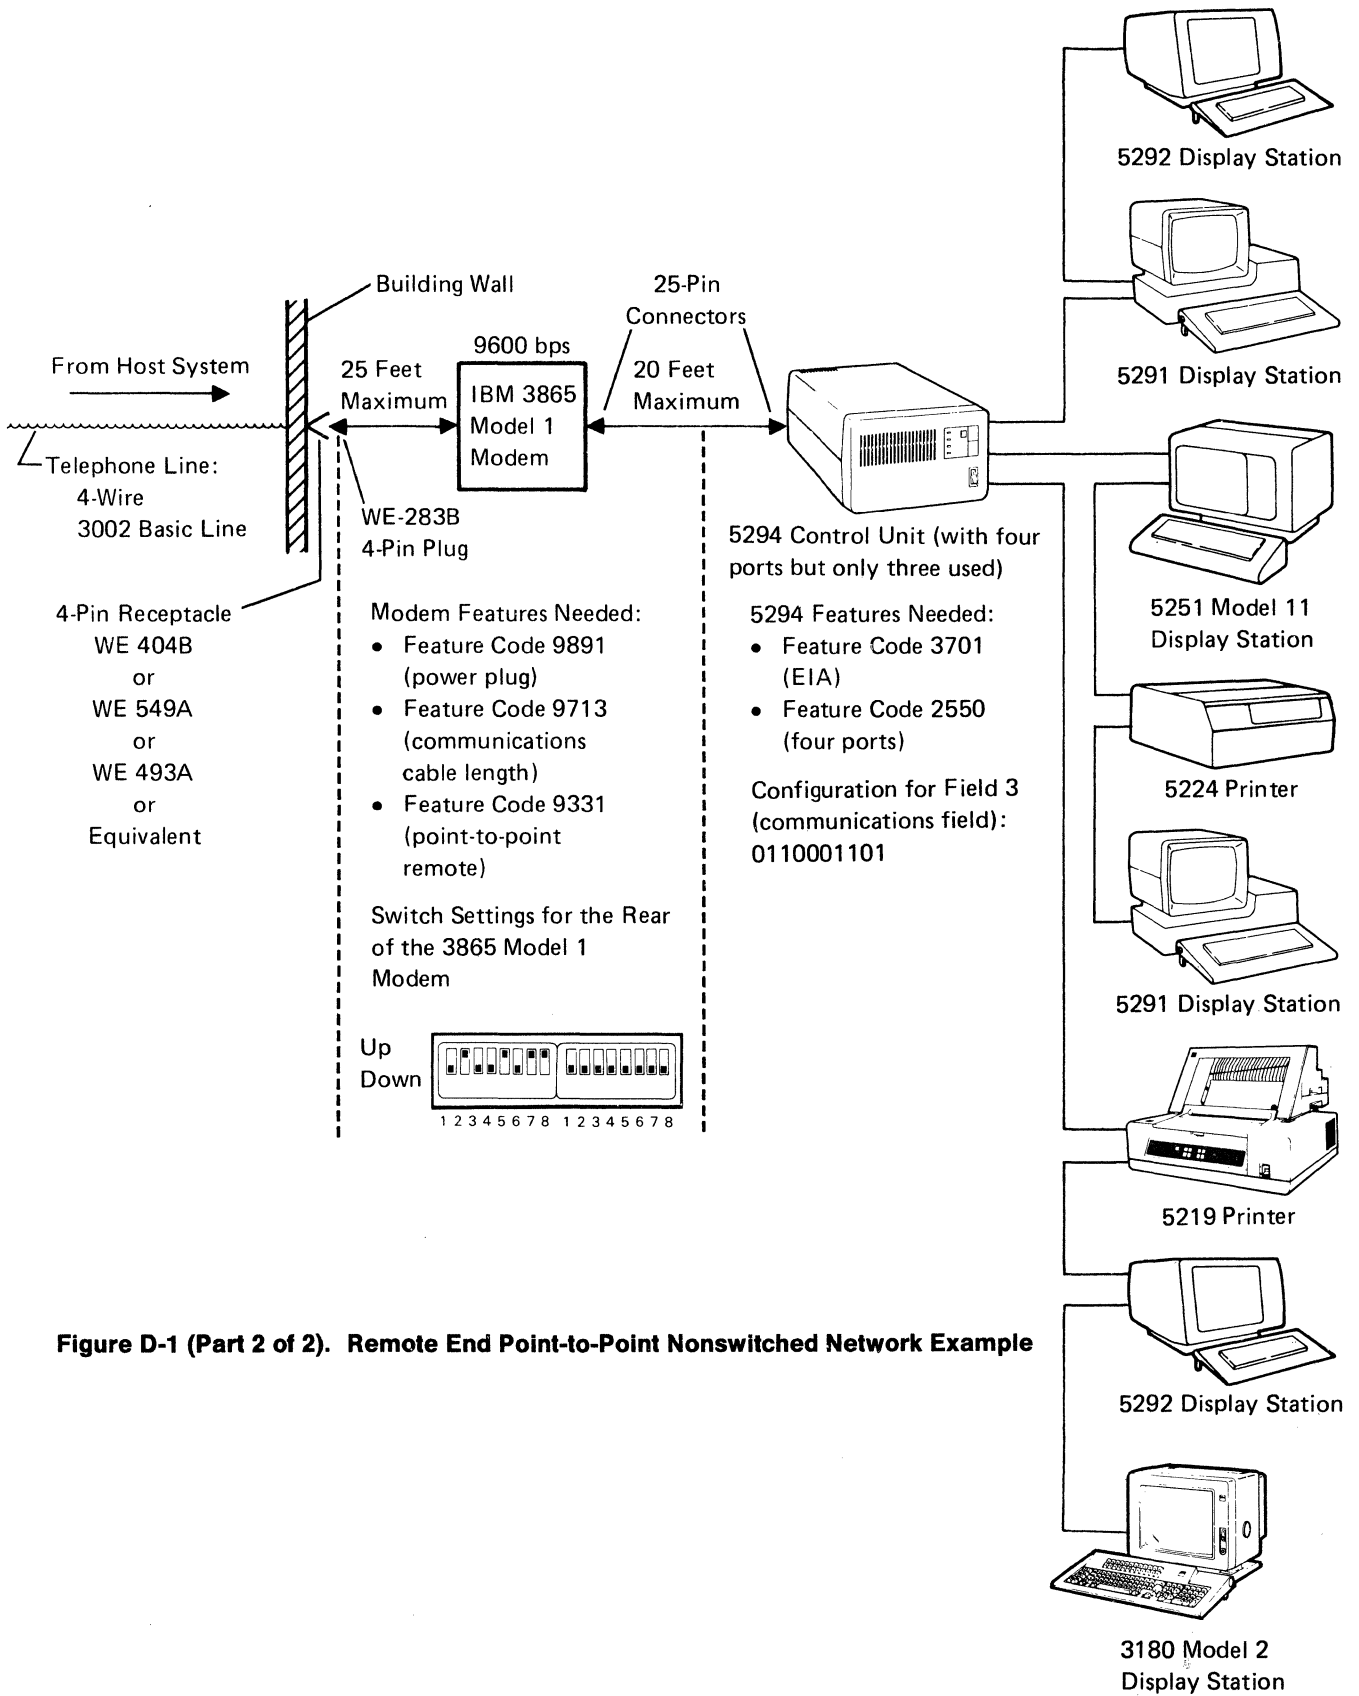 5292 Display Station
5291 Display Station
Building Wall
25-Pin
Connectors
9600 bps
From Host System
25 Feet
Maximum
IBM 3865
Model 1
Modem
20 Feet
Maximum
Telephone Line:
4-Wire
3002 Basic Line
WE-283B
4-Pin Plug
5294 Control Unit (with four
ports but only three used)
5251 Model 11
Display Station
4-Pin Receptacle
WE 404B
or
WE 549A
or
WE 493A
or
Equivalent
Modem Features Needed:
• Feature Code 9891
(power plug)
• Feature Code 9713
(communications
cable length)
• Feature Code 9331
(point-to-point
remote)
Switch Settings for the Rear
of the 3865 Model 1
Modem
Up
Down
1 2 3 4 5 6 7 8 1 2 3 4 5 6 7 8
5294 Features Needed:
• Feature Code 3701
(EIA)
• Feature Code 2550
(four ports)
Configuration for Field 3
(communications field):
0110001101
5224 Printer
5291 Display Station
5219 Printer
5292 Display Station
3180 Model 2
Display Station
Figure D-1 (Part 2 of 2). Remote End Point-to-Point Nonswitched Network Example